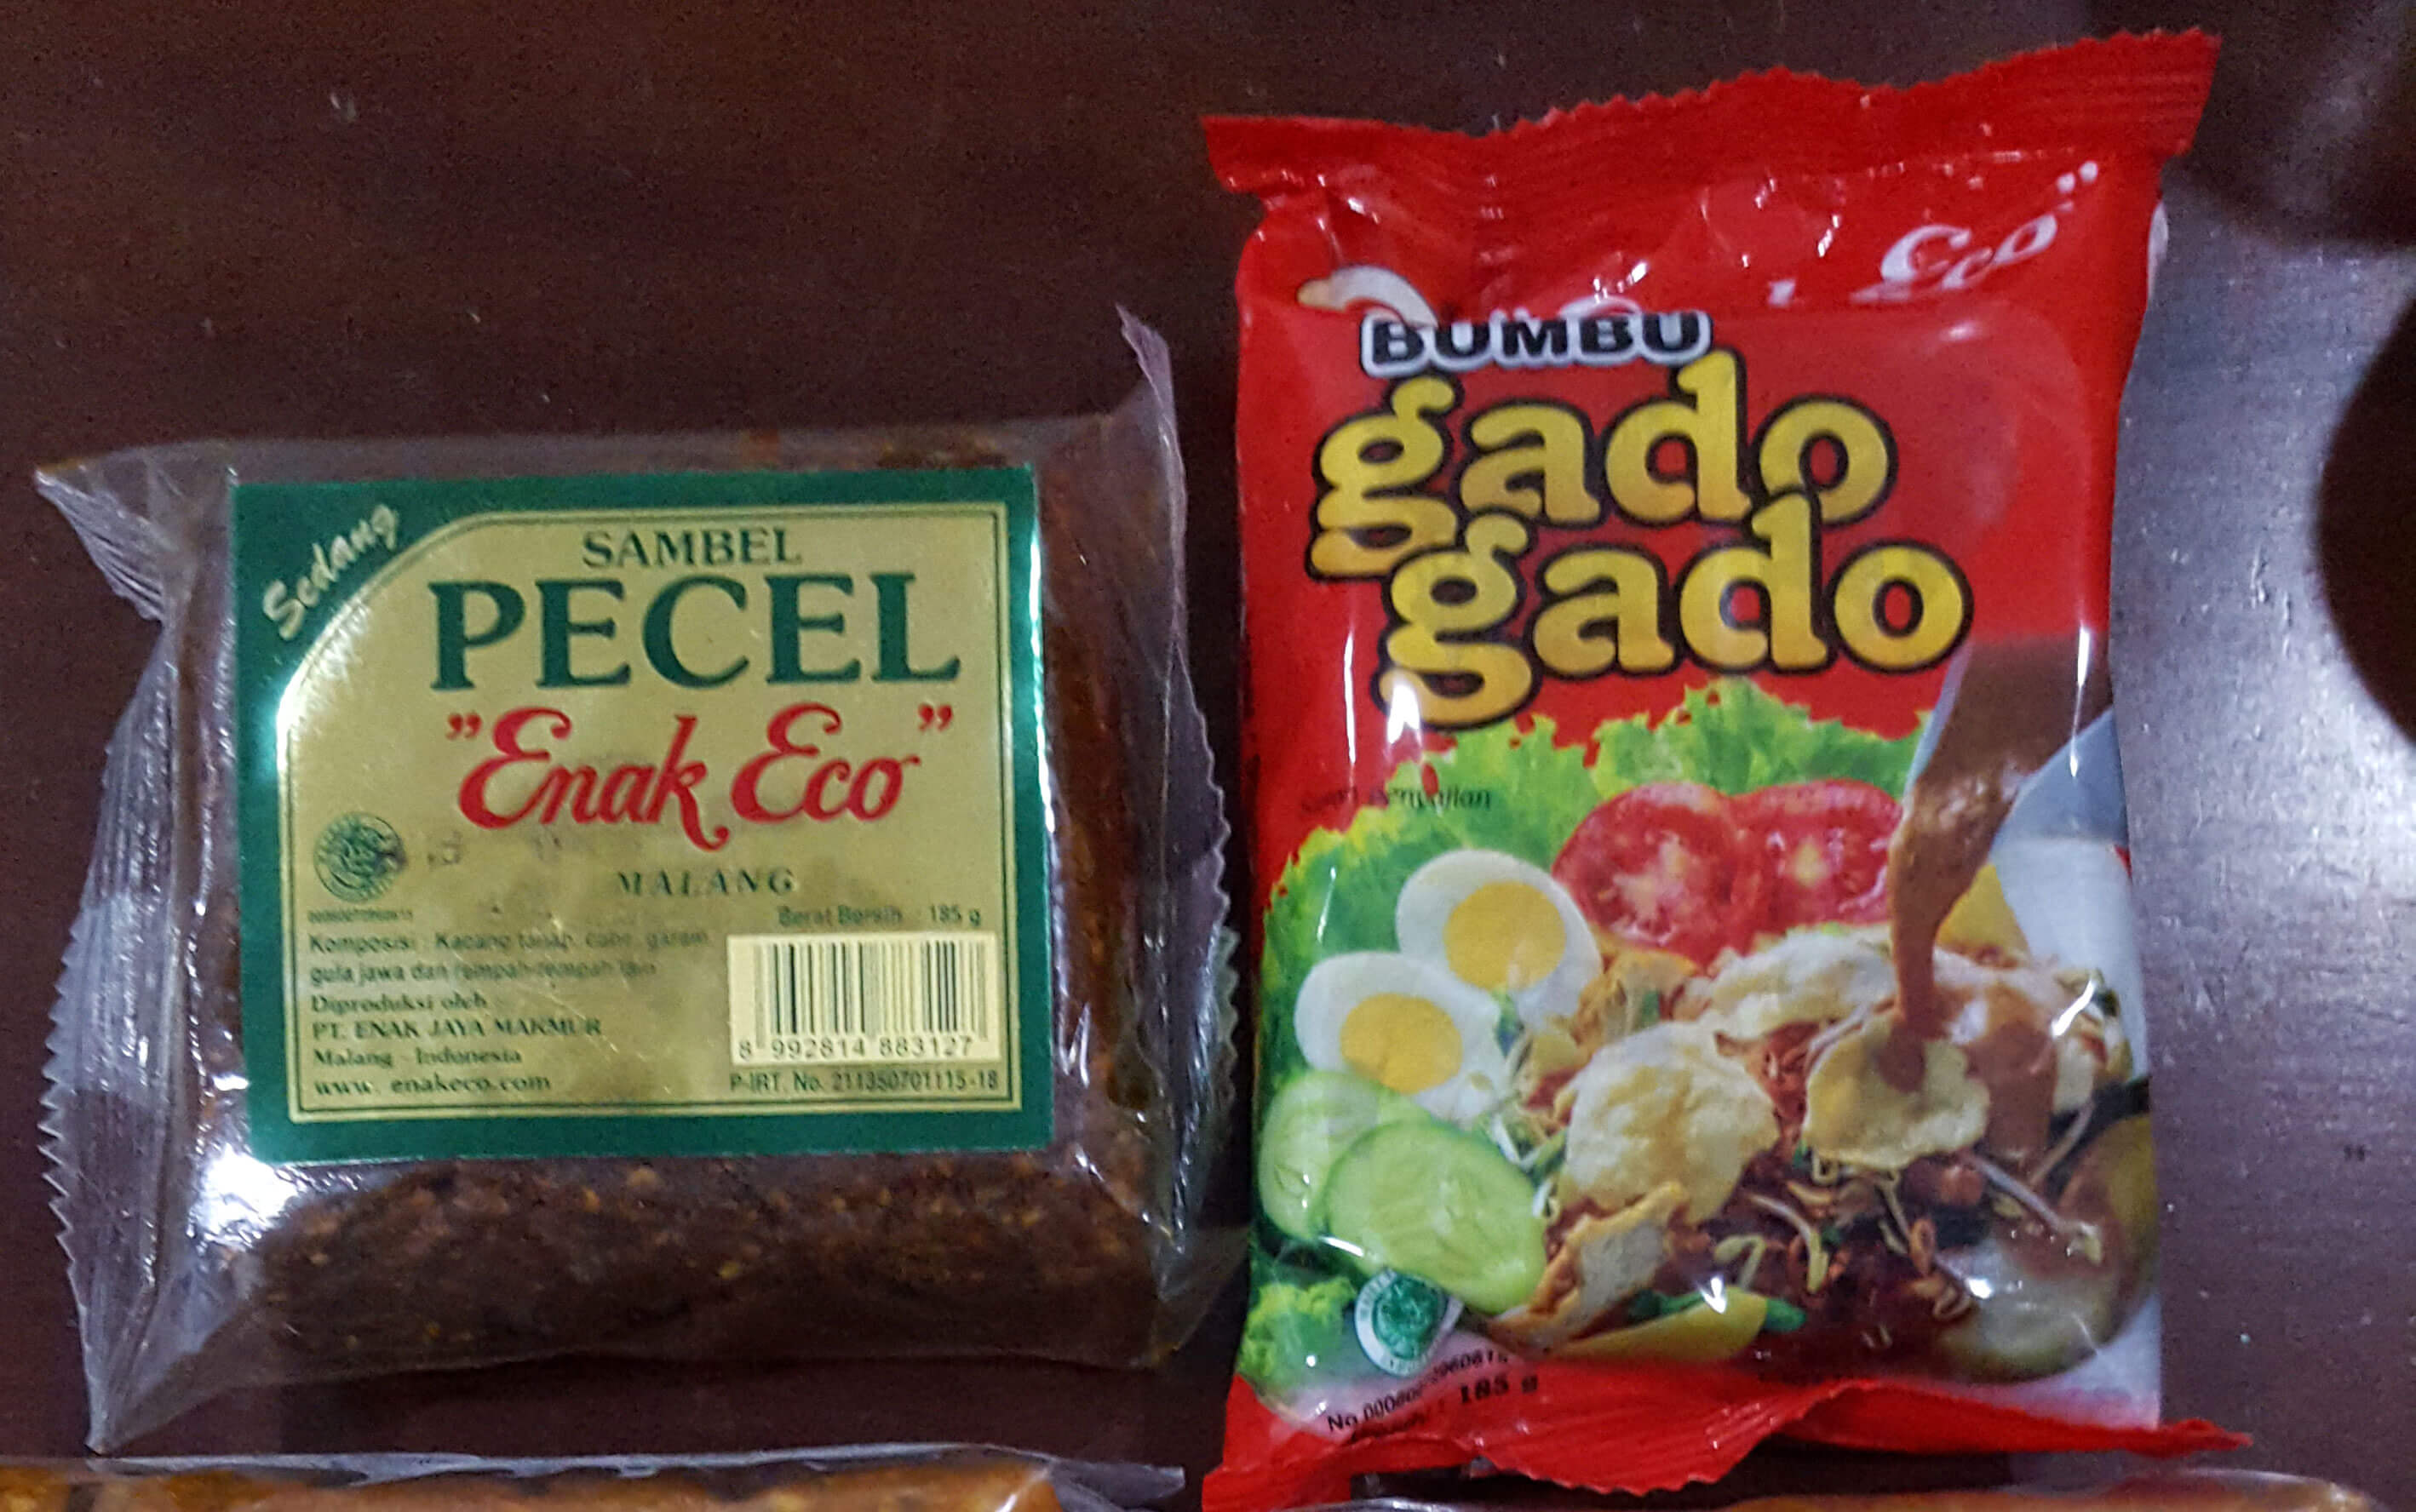 Sedang
SAMBEL
PECEL
"Enak Eco"
MALANG
Berat Bersih : 185 g
Komposisi : Kacang tanah, cabe, garam,
gula jawa dan rempah-rempah lain
Diproduksi oleh
PT. ENAK JAYA MAKMUR
Malang - Indonesia
www. enakeco.com
8 992814 883127
P-IRT. No. 211350701115-18
Eco"
BUMBU
gado
gado
Saran Penyajian
185 g